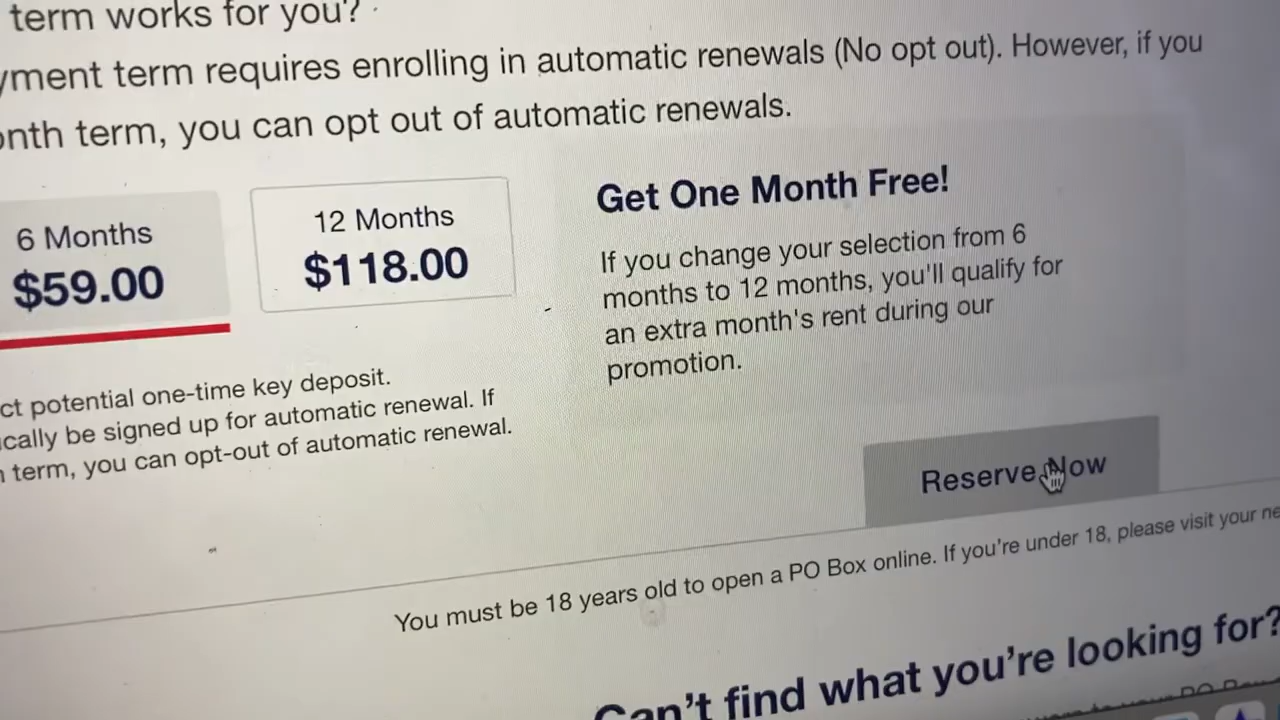 term works for you?
yment term requires enrolling in automatic renewals (No opt out). However, if you
onth term, you can opt out of automatic renewals.
6 Months
$59.00
12 Months
$118.00
Get One Month Free!
If you change your selection from 6
months to 12 months, you'll qualify for
an extra month's rent during our
promotion.
ct potential one-time key deposit.
ically be signed up for automatic renewal. If
term, you can opt-out of automatic renewal.
Reserve Now
You must be 18 years old to open a PO Box online. If you're under 18, please visit your ne
Can't find what you're looking for?